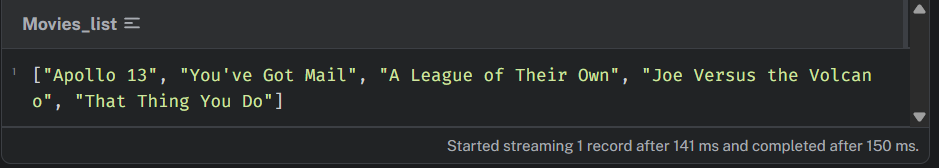 Movies_list
1
["Apollo 13", "You've Got Mail", "A League of Their Own", "Joe Versus the Volcan
o", "That Thing You Do"]
Started streaming 1 record after 141 ms and completed after 150 ms.